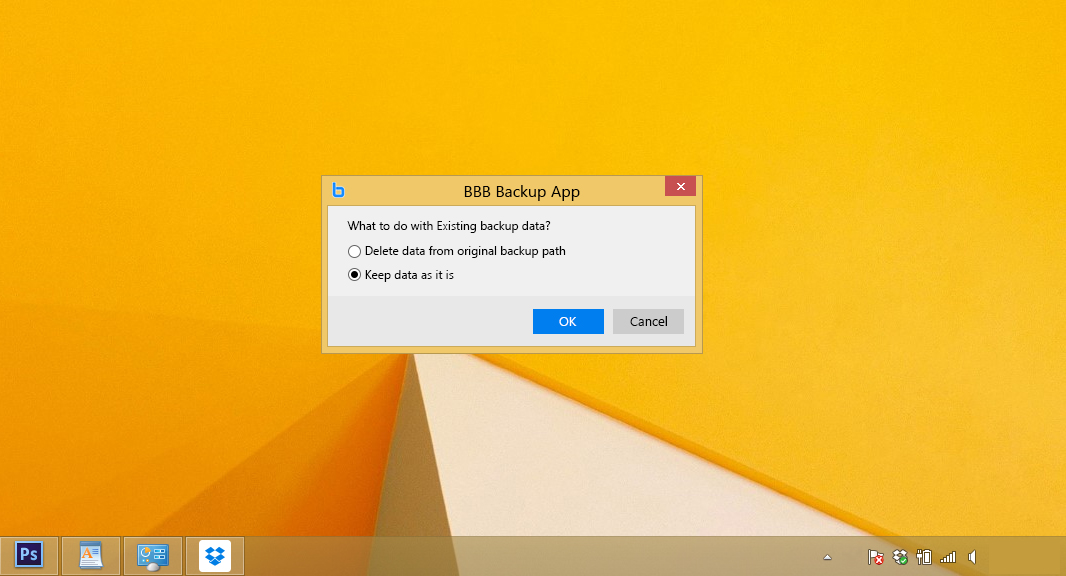 BBB Backup App
What to do with Existing backup data?
Delete data from original backup path
Keep data as it is
OK
Cancel
Ps